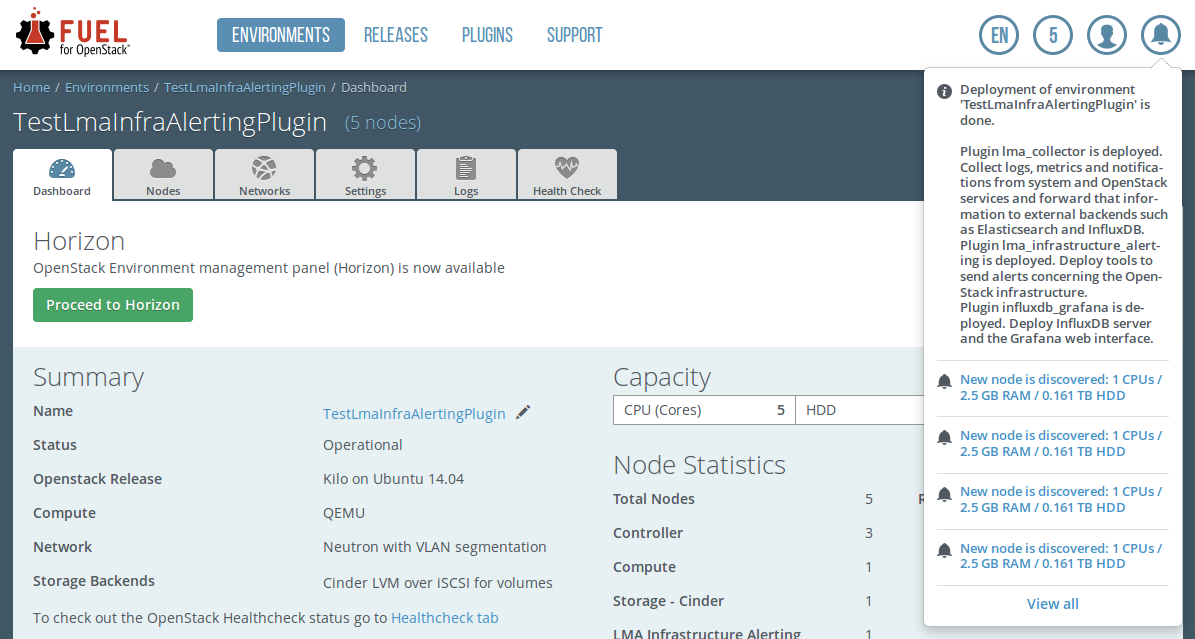 FUEL
for OpenStack
ENVIRONMENTS
RELEASES
PLUGINS
SUPPORT
EN
5
Home / Environments / TestLmaInfraAlertingPlugin / Dashboard
TestLmaInfraAlertingPlugin (5 nodes)
Dashboard
Nodes
Networks
Settings
Logs
Health Check
Horizon
OpenStack Environment management panel (Horizon) is now available
Proceed to Horizon
Summary
Name TestLmaInfraAlertingPlugin
Status Operational
Openstack Release Kilo on Ubuntu 14.04
Compute QEMU
Network Neutron with VLAN segmentation
Storage Backends Cinder LVM over iSCSI for volumes
To check out the OpenStack Healthcheck status go to Healthcheck tab
Capacity
CPU (Cores) 5 HDD
Node Statistics
Total Nodes 5
Controller 3
Compute 1
Storage - Cinder 1
LMA Infrastructure Alerting 1
Deployment of environment
'TestLmaInfraAlertingPlugin' is
done.
Plugin lma_collector is deployed.
Collect logs, metrics and notifica-
tions from system and OpenStack
services and forward that infor-
mation to external backends such
as Elasticsearch and InfluxDB.
Plugin lma_infrastructure_alert-
ing is deployed. Deploy tools to
send alerts concerning the Open-
Stack infrastructure.
Plugin influxdb_grafana is de-
ployed. Deploy InfluxDB server
and the Grafana web interface.
New node is discovered: 1 CPUs /
2.5 GB RAM / 0.161 TB HDD
New node is discovered: 1 CPUs /
2.5 GB RAM / 0.161 TB HDD
New node is discovered: 1 CPUs /
2.5 GB RAM / 0.161 TB HDD
New node is discovered: 1 CPUs /
2.5 GB RAM / 0.161 TB HDD
View all